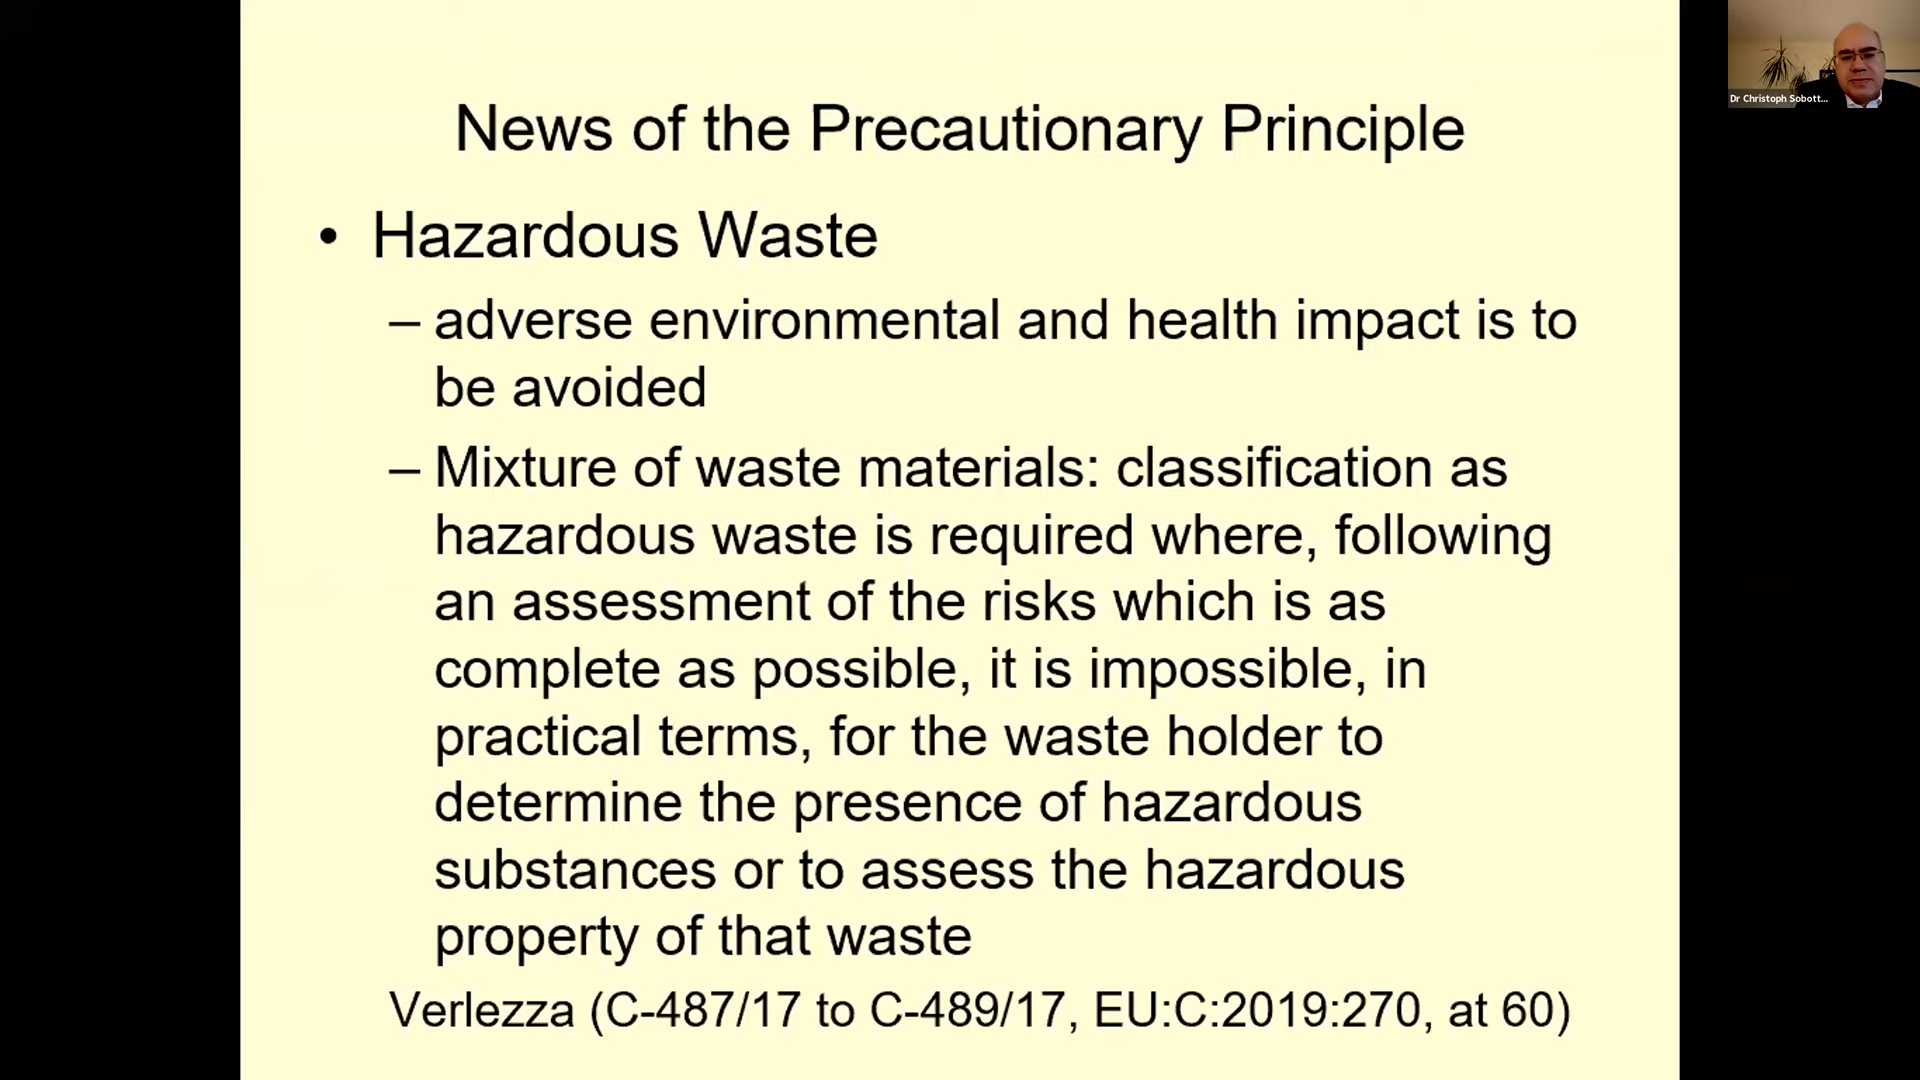 News of the Precautionary Principle
• Hazardous Waste
– adverse environmental and health impact is to
be avoided
– Mixture of waste materials: classification as
hazardous waste is required where, following
an assessment of the risks which is as
complete as possible, it is impossible, in
practical terms, for the waste holder to
determine the presence of hazardous
substances or to assess the hazardous
property of that waste
Verlezza (C-487/17 to C-489/17, EU:C:2019:270, at 60)
Dr Christoph Sobott...